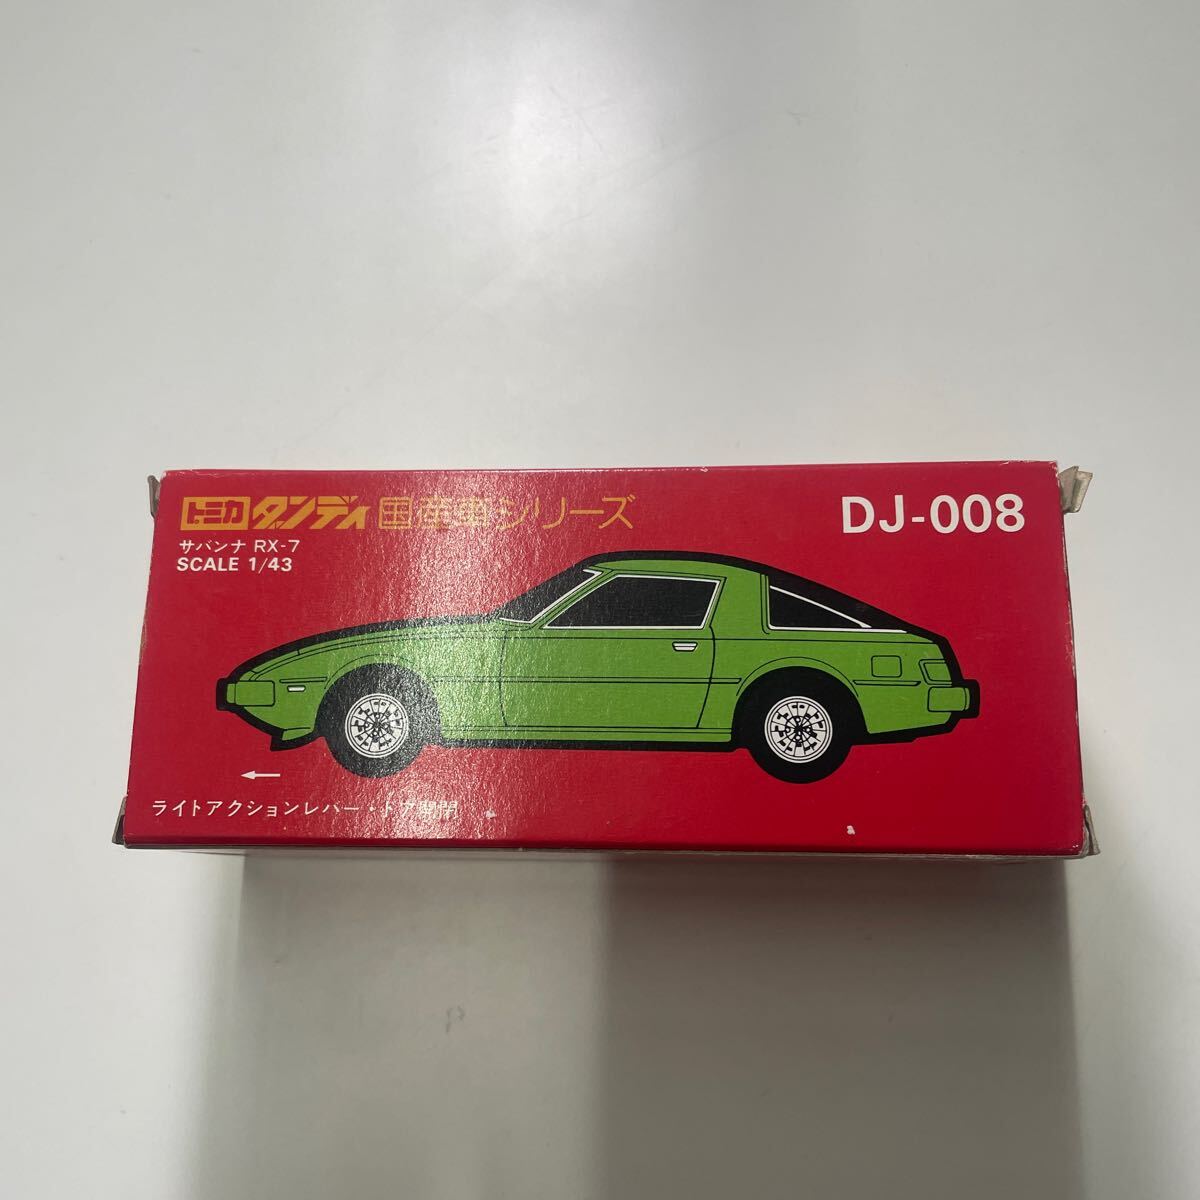 トミカ ダンディ 国産車シリーズ DJ-008
サバンナ RX-7
SCALE 1/43
ライトアクションレバー・ドア開閉